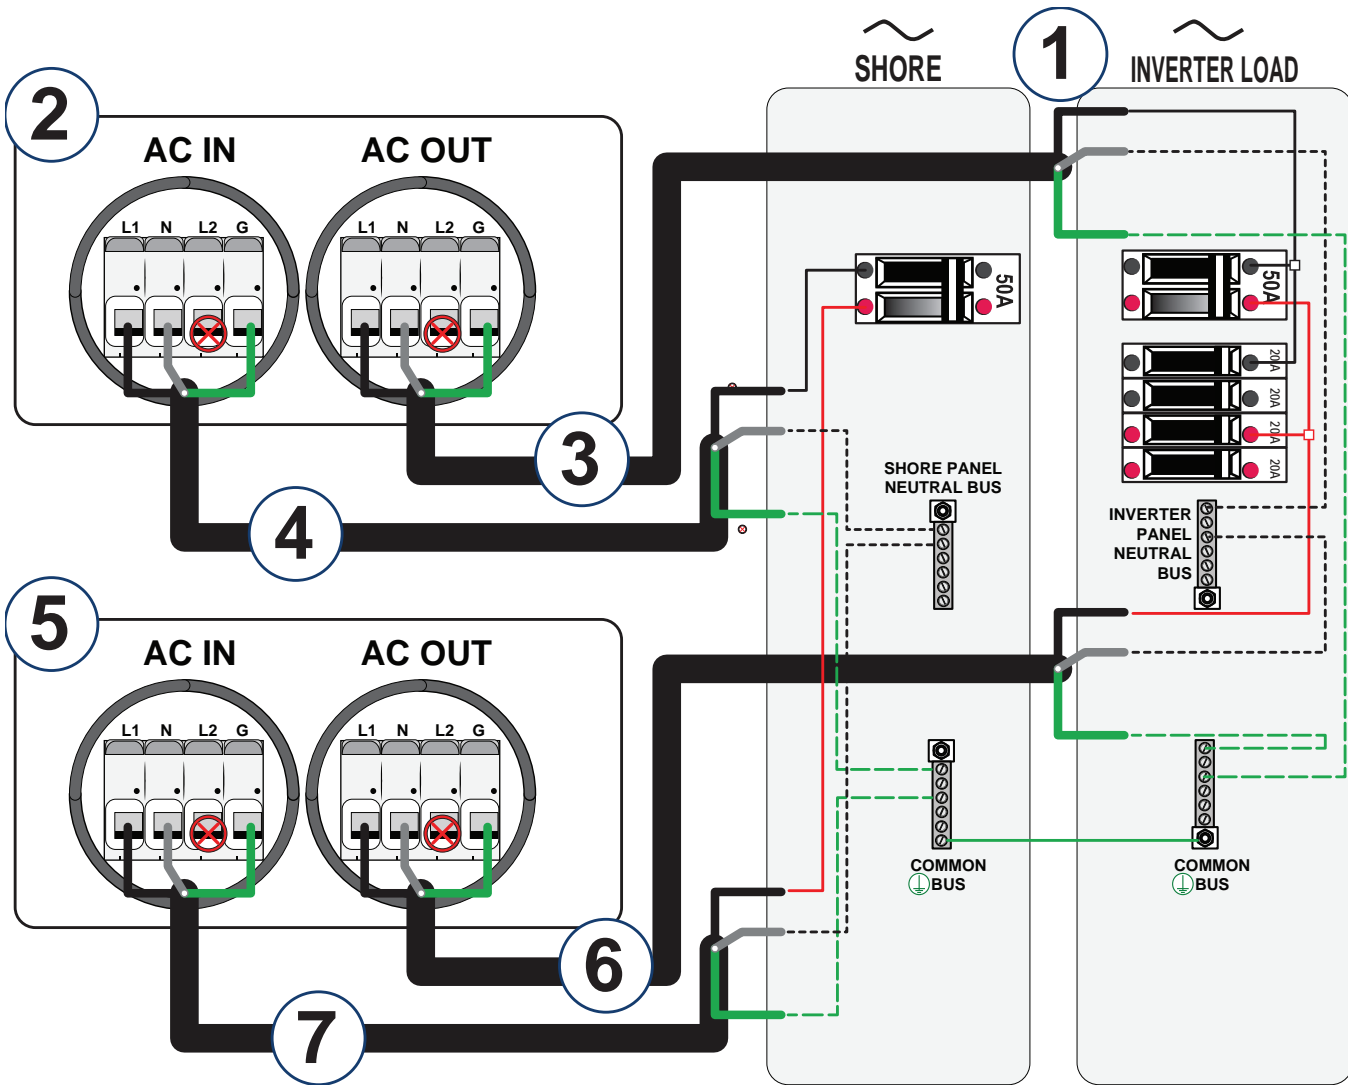 SHORE
1
INVERTER LOAD
2
AC IN
AC OUT
L1 N L2 G
L1 N L2 G
50A
50A
20A
20A
20A
20A
3
4
SHORE PANEL
NEUTRAL BUS
INVERTER
PANEL
NEUTRAL
BUS
5
AC IN
AC OUT
L1 N L2 G
L1 N L2 G
COMMON
BUS
COMMON
BUS
6
7